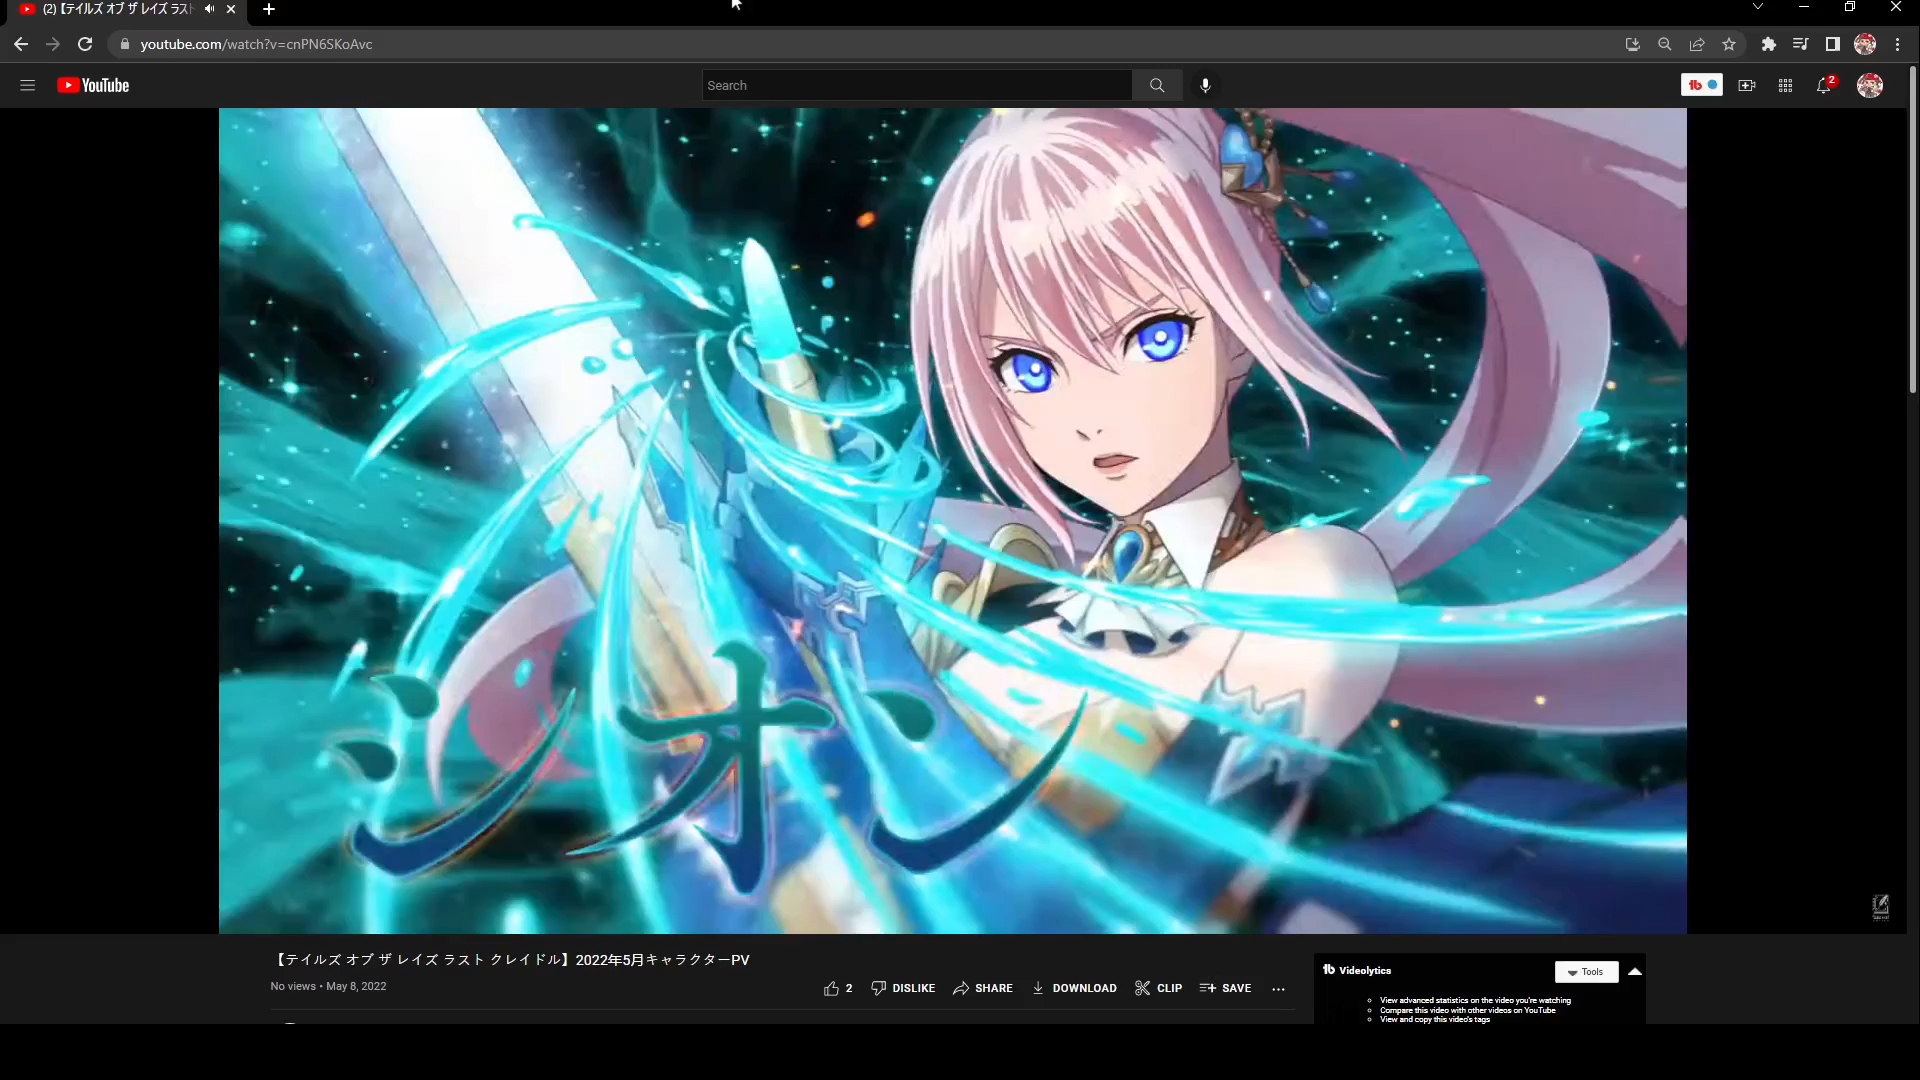 (2)【テイルズ オブ ザ レイズ ラスト
youtube.com/watch?v=cnPN6SKoAvc
YouTube
Search
2
シオン
【テイルズ オブ ザ レイズ ラスト クレイドル】2022年5月キャラクターPV
No views • May 8, 2022
2
DISLIKE
SHARE
DOWNLOAD
CLIP
SAVE
Videolytics
Tools
View advanced statistics on the video you're watching
Compare this video with other videos on YouTube
View and copy this video's tags